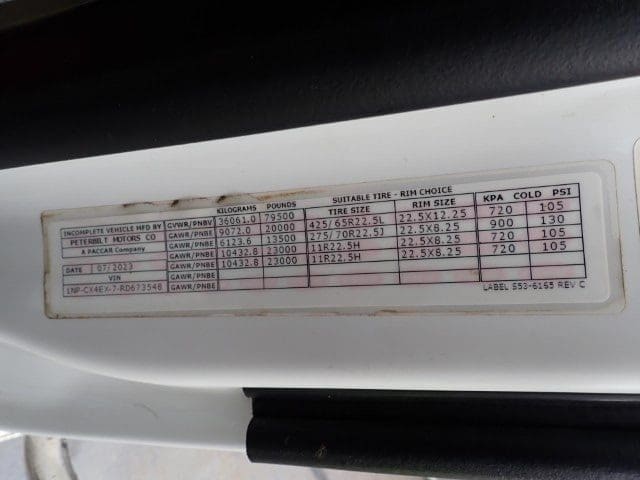 KILOGRAMS POUNDS SUITABLE TIRE - RIM CHOICE
TIRE SIZE RIM SIZE KPA COLD PSI
INCOMPLETE VEHICLE MFD BY
PETERBILT MOTORS CO
A PACCAR Company
DATE 07/2023
VIN
1NP-CX4EX-7-RD673548
GVWR/PNBV 36061.0 79500
GAWR/PNBE 9072.0 20000 425/65R22.5L 22.5X12.25 720 105
GAWR/PNBE 6123.6 13500 275/70R22.5J 22.5X8.25 900 130
GAWR/PNBE 10432.8 23000 11R22.5H 22.5X8.25 720 105
GAWR/PNBE 10432.8 23000 11R22.5H 22.5X8.25 720 105
GAWR/PNBE
GAWR/PNBE
LABEL S53-6165 REV C